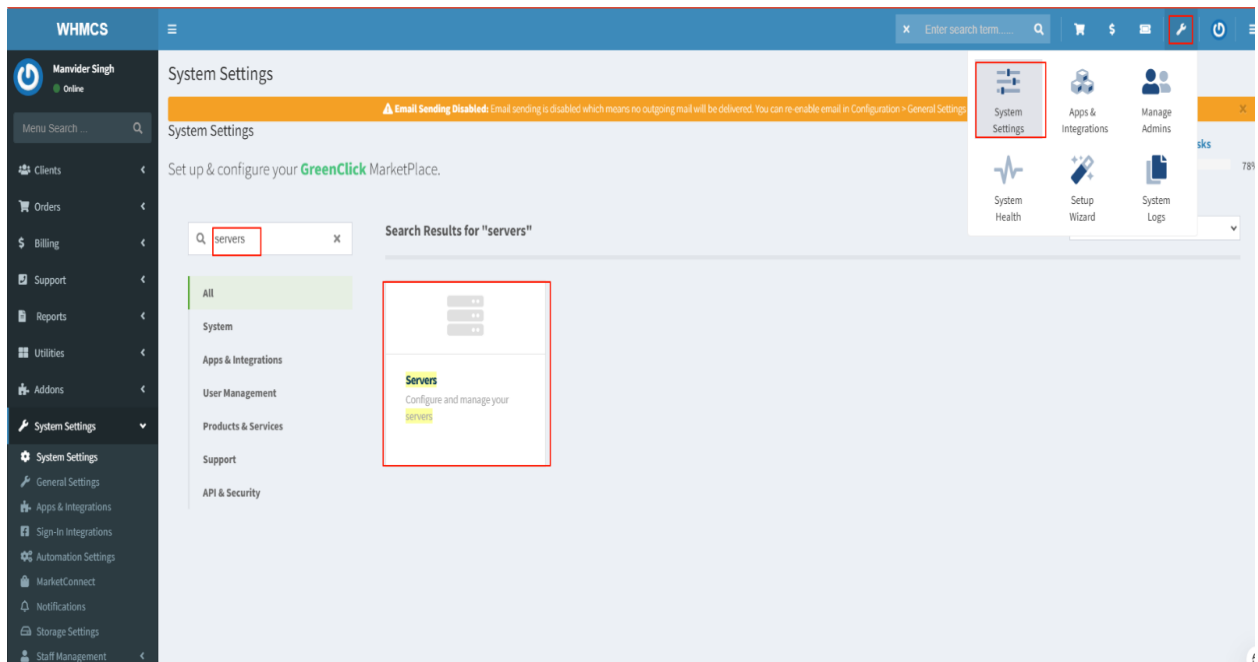 WHMCS
Enter search term......
$
Manvider Singh
Online
Menu Search ...
Clients
Orders
$ Billing
Support
Reports
Utilities
Addons
System Settings
System Settings
General Settings
Apps & Integrations
Sign-In Integrations
Automation Settings
MarketConnect
Notifications
Storage Settings
Staff Management
System Settings
Email Sending Disabled: Email sending is disabled which means no outgoing mail will be delivered. You can re-enable email in Configuration > General Settings
X
System Settings
Set up & configure your GreenClick MarketPlace.
sks
78%
System
Settings
Apps &
Integrations
Manage
Admins
System
Health
Setup
Wizard
System
Logs
servers
All
System
Apps & Integrations
User Management
Products & Services
Support
API & Security
Search Results for "servers"
Servers
Configure and manage your
servers